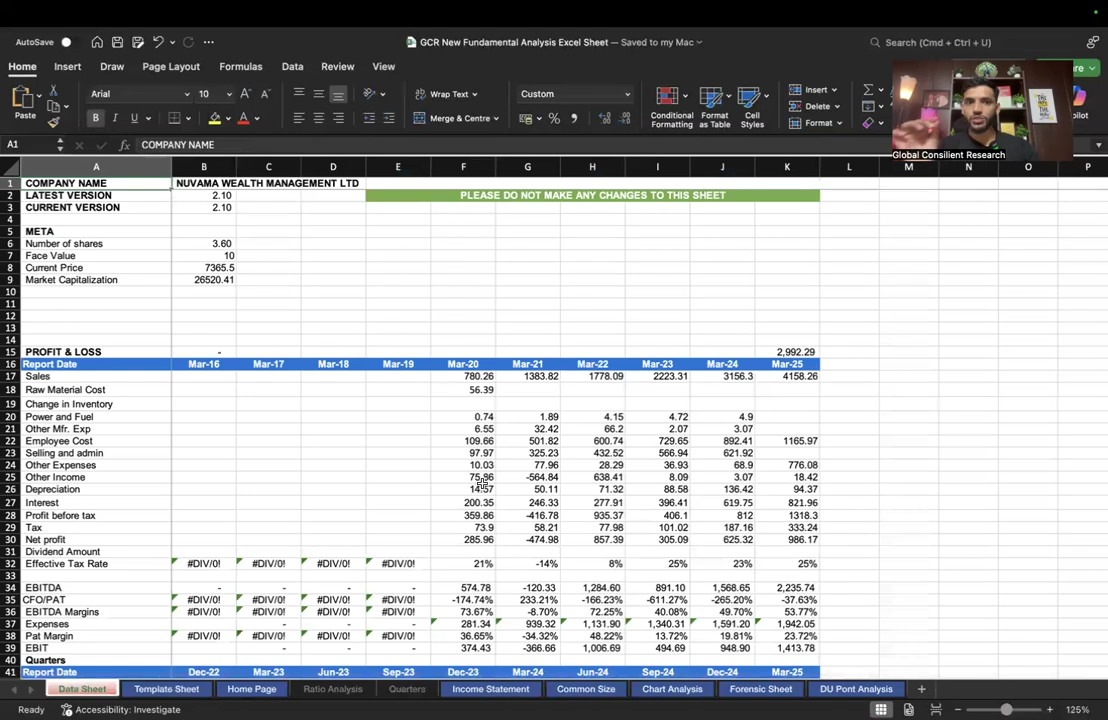 AutoSave
GCR New Fundamental Analysis Excel Sheet — Saved to my Mac
Search (Cmd + Ctrl + U)
Home Insert Draw Page Layout Formulas Data Review View
Paste
Arial 10
Wrap Text
Custom
B I U
Merge & Centre
Conditional Formatting
Format as Table
Cell Styles
Insert
Delete
Format
Global Consilient Research
A1 fx COMPANY NAME
A B C D E F G H I J K L M N O P
1 COMPANY NAME NUVAMA WEALTH MANAGEMENT LTD
2 LATEST VERSION 2.10 PLEASE DO NOT MAKE ANY CHANGES TO THIS SHEET
3 CURRENT VERSION 2.10
4
5 META
6 Number of shares 3.60
7 Face Value 10
8 Current Price 7365.5
9 Market Capitalization 26520.41
10
11
12
13
14
15 PROFIT & LOSS - 2,992.29
16 Report Date Mar-16 Mar-17 Mar-18 Mar-19 Mar-20 Mar-21 Mar-22 Mar-23 Mar-24 Mar-25
17 Sales 780.26 1383.82 1778.09 2223.31 3156.3 4158.26
18 Raw Material Cost 56.39
19 Change in Inventory
20 Power and Fuel 0.74 1.89 4.15 4.72 4.9
21 Other Mfr. Exp 6.55 32.42 66.2 2.07 3.07
22 Employee Cost 109.66 501.82 600.74 729.65 892.41 1165.97
23 Selling and admin 97.97 325.23 432.52 566.94 621.92
24 Other Expenses 10.03 77.96 28.29 36.93 68.9 776.08
25 Other Income 75.86 -564.84 638.41 8.09 3.07 18.42
26 Depreciation 14.57 50.11 71.32 88.58 136.42 94.37
27 Interest 200.35 246.33 277.91 396.41 619.75 821.96
28 Profit before tax 359.86 -416.78 935.37 406.1 812 1318.3
29 Tax 73.9 58.21 77.98 101.02 187.16 333.24
30 Net profit 285.96 -474.98 857.39 305.09 625.32 986.17
31 Dividend Amount
32 Effective Tax Rate #DIV/0! #DIV/0! #DIV/0! #DIV/0! 21% -14% 8% 25% 23% 25%
33
34 EBITDA - - - - 574.78 -120.33 1,284.60 891.10 1,568.65 2,235.74
35 CFO/PAT #DIV/0! #DIV/0! #DIV/0! #DIV/0! -174.74% 233.21% -166.23% -611.27% -265.20% -37.63%
36 EBITDA Margins #DIV/0! #DIV/0! #DIV/0! #DIV/0! 73.67% -8.70% 72.25% 40.08% 49.70% 53.77%
37 Expenses - - - 281.34 939.32 1,131.90 1,340.31 1,591.20 1,942.05
38 Pat Margin #DIV/0! #DIV/0! #DIV/0! #DIV/0! 36.65% -34.32% 48.22% 13.72% 19.81% 23.72%
39 EBIT - - - 374.43 -366.66 1,006.69 494.69 948.90 1,413.78
40 Quarters
41 Report Date Dec-22 Mar-23 Jun-23 Sep-23 Dec-23 Mar-24 Jun-24 Sep-24 Dec-24 Mar-25
Data Sheet Template Sheet Home Page Ratio Analysis Quarters Income Statement Common Size Chart Analysis Forensic Sheet DU Pont Analysis
Ready Accessibility: Investigate 125%